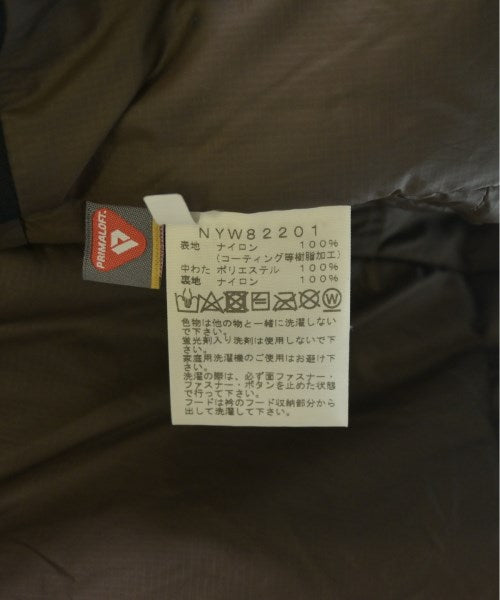 PRIMALOFT.
NYW82201
表地 ナイロン 100%
(コーティング等樹脂加工)
中わた ポリエステル 100%
裏地 ナイロン 100%
W
色物は他の物と一緒に洗濯しない
で下さい。
蛍光剤入り洗剤は使用しないで下
さい。
家庭用洗濯機のご使用はお避け下
さい。
洗濯の際は、必ず面ファスナー・
ファスナー・ボタンを止めた状態
で行って下さい。
フードは衿のフード収納部分から
出して洗濯して下さい。